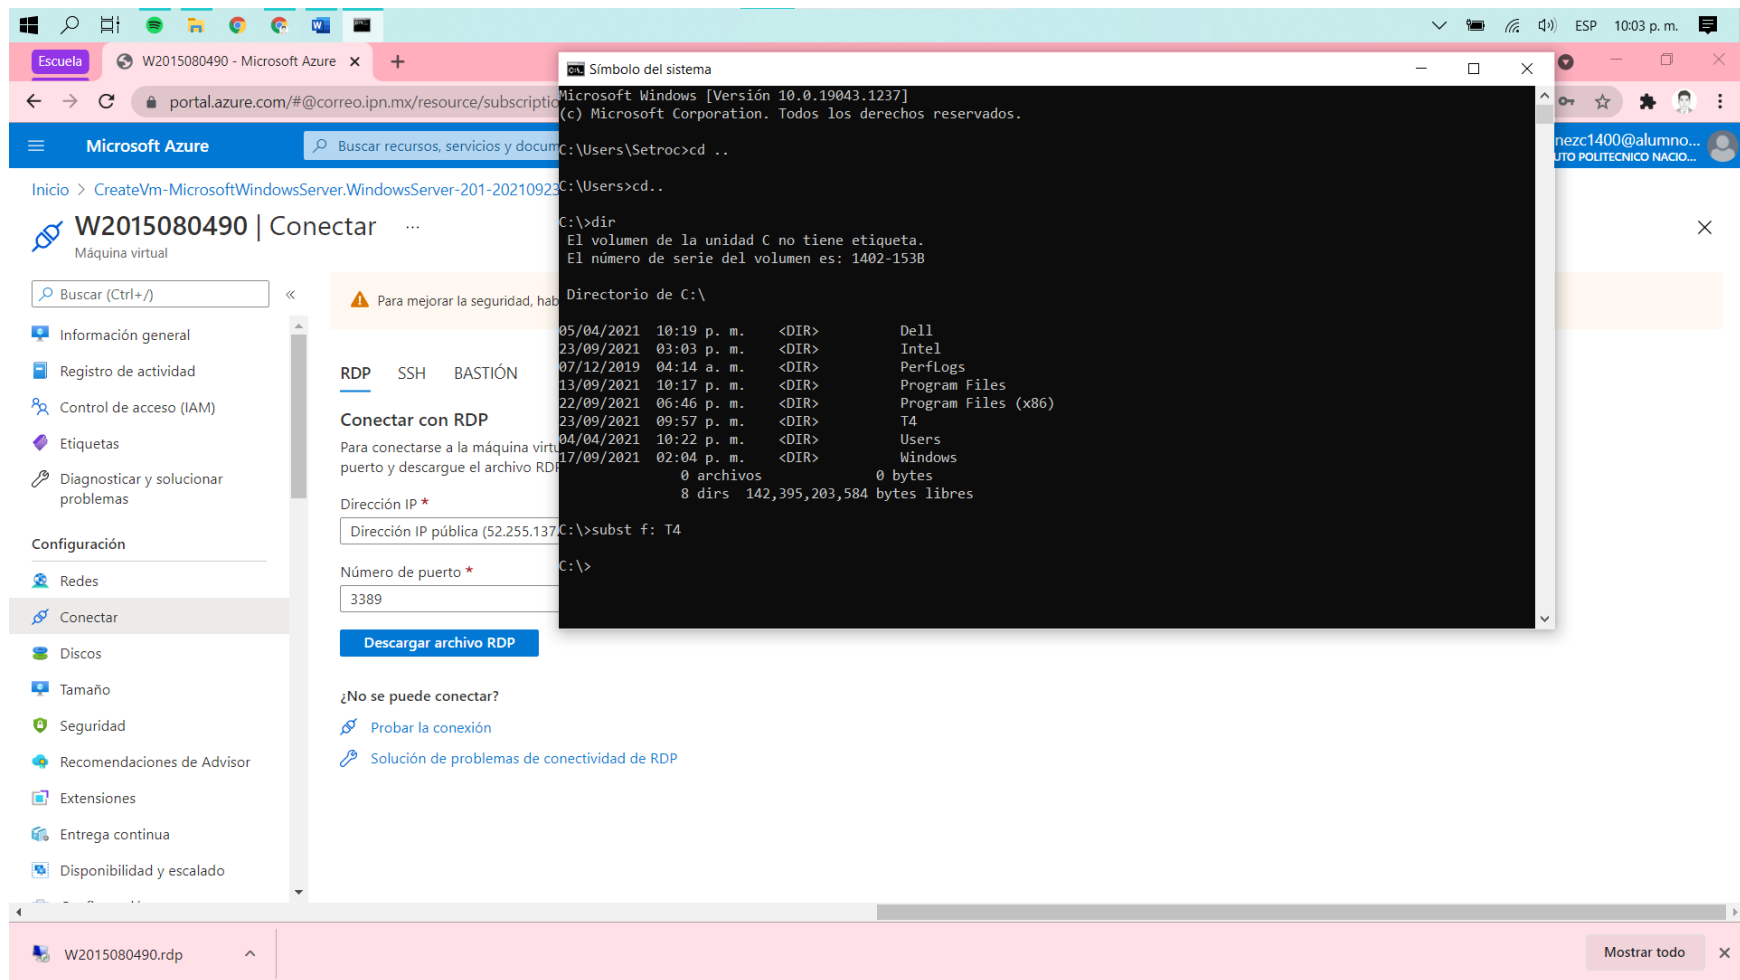 ESP 10:03 p. m.
Escuela
W2015080490 - Microsoft Azure
portal.azure.com/#@correo.ipn.mx/resource/subscriptio
Microsoft Azure
Buscar recursos, servicios y docum
nezc1400@alumno...
UTO POLITECNICO NACIO...
Inicio > CreateVm-MicrosoftWindowsServer.WindowsServer-201-20210923
W2015080490 | Conectar ...
Máquina virtual
Buscar (Ctrl+/)
«
Información general
Registro de actividad
Control de acceso (IAM)
Etiquetas
Diagnosticar y solucionar
problemas
Configuración
Redes
Conectar
Discos
Tamaño
Seguridad
Recomendaciones de Advisor
Extensiones
Entrega continua
Disponibilidad y escalado
Para mejorar la seguridad, hab
RDP SSH BASTIÓN
Conectar con RDP
Para conectarse a la máquina virtu
puerto y descargue el archivo RDP
Dirección IP *
Dirección IP pública (52.255.137.
Número de puerto *
3389
Descargar archivo RDP
¿No se puede conectar?
Probar la conexión
Solución de problemas de conectividad de RDP
Símbolo del sistema
Microsoft Windows [Versión 10.0.19043.1237]
(c) Microsoft Corporation. Todos los derechos reservados.
C:\Users\Setroc>cd ..
C:\Users>cd..
C:\>dir
El volumen de la unidad C no tiene etiqueta.
El número de serie del volumen es: 1402-153B
Directorio de C:\
05/04/2021 10:19 p. m. <DIR> Dell
23/09/2021 03:03 p. m. <DIR> Intel
07/12/2019 04:14 a. m. <DIR> PerfLogs
13/09/2021 10:17 p. m. <DIR> Program Files
22/09/2021 06:46 p. m. <DIR> Program Files (x86)
23/09/2021 09:57 p. m. <DIR> T4
04/04/2021 10:22 p. m. <DIR> Users
17/09/2021 02:04 p. m. <DIR> Windows
0 archivos 0 bytes
8 dirs 142,395,203,584 bytes libres
C:\>subst f: T4
C:\>
W2015080490.rdp
Mostrar todo